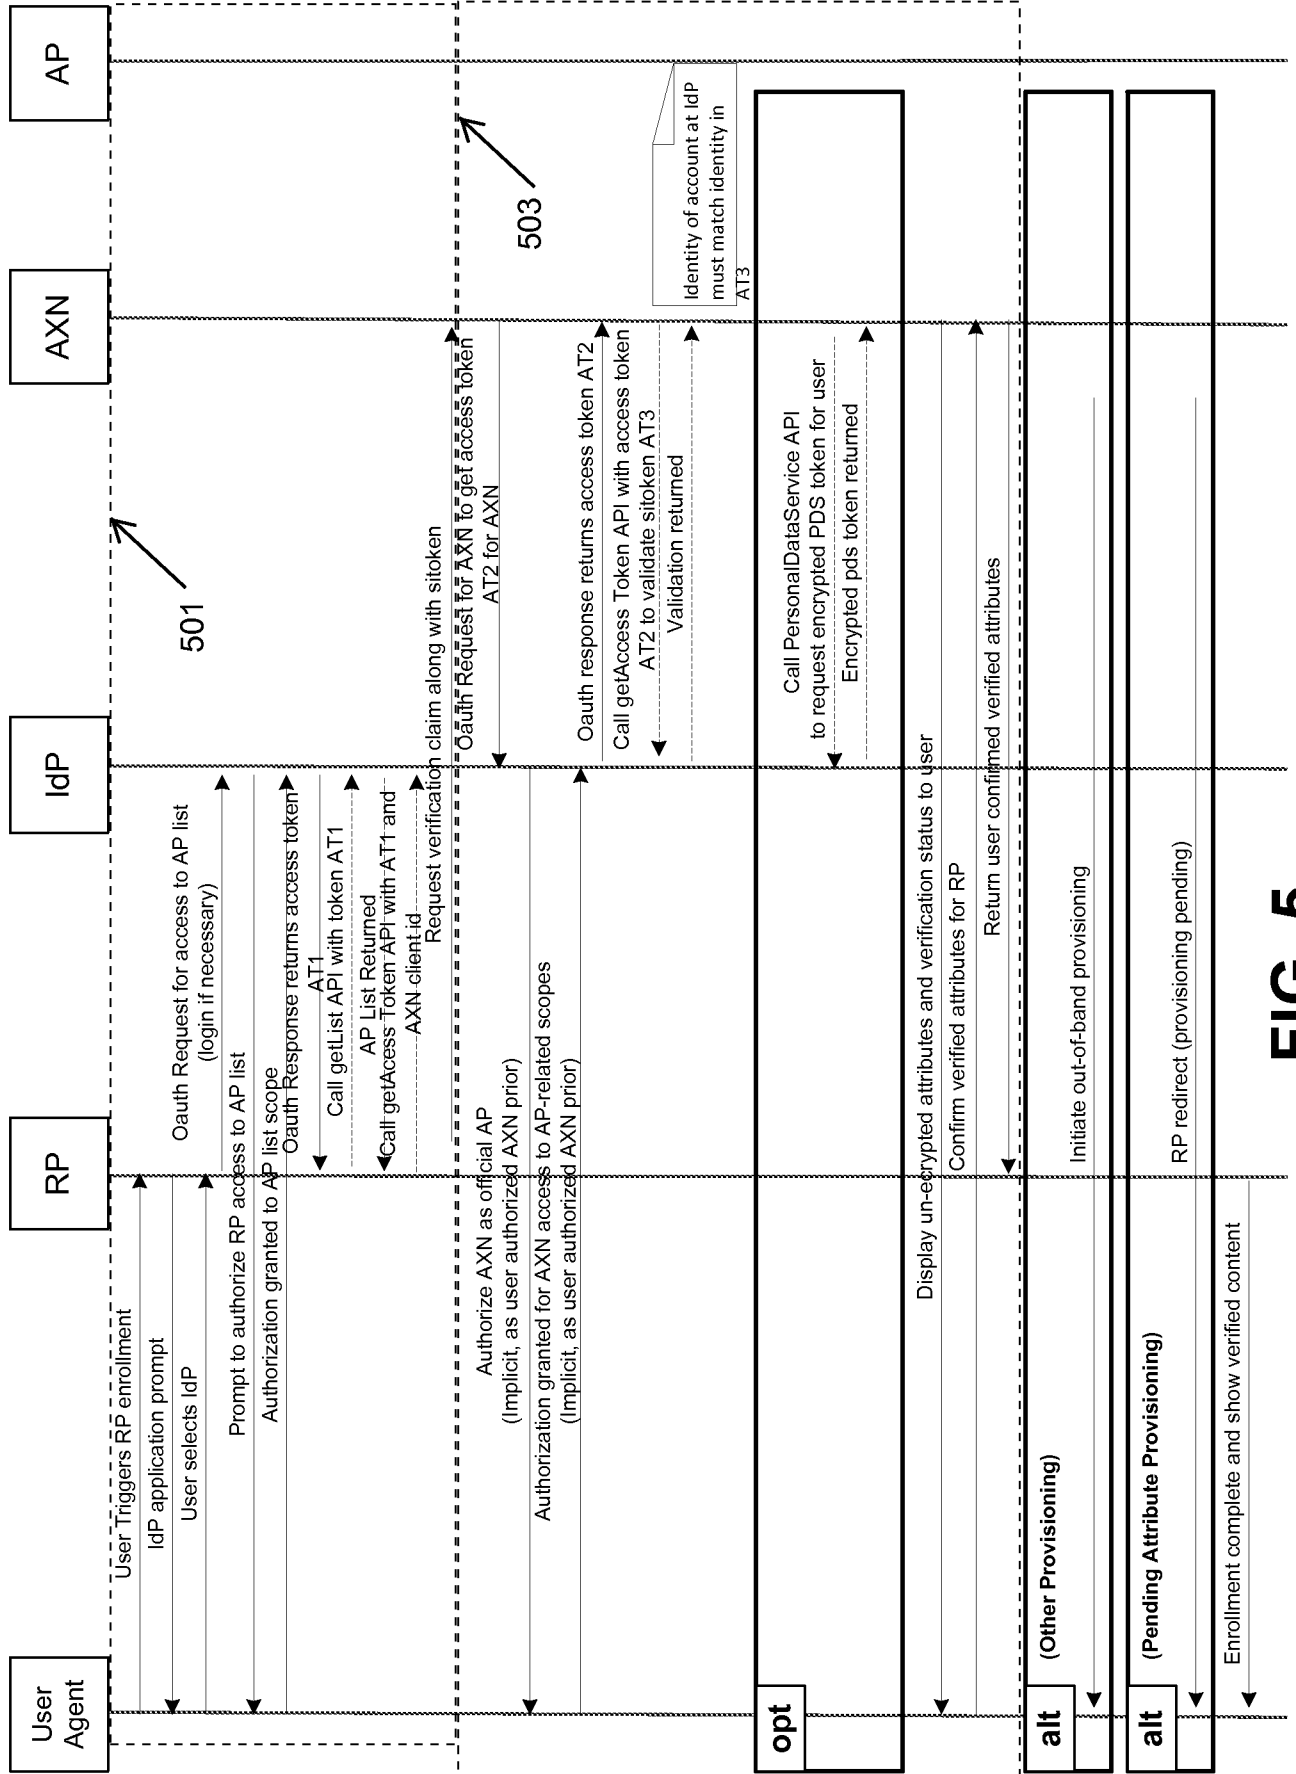 User
Agent
RP
IdP
AXN
AP
501
503
User Triggers RP enrollment
IdP application prompt
User selects IdP
Oauth Request for access to AP list
(login if necessary)
Prompt to authorize RP access to AP list
Authorization granted to AP list scope
Oauth Response returns access token
AT1
Call getList API with token AT1
AP List Returned
Call getAcess Token API with AT1 and
AXN client id
Request verification claim along with sitoken
Oauth Request for AXN to get access token
AT2 for AXN
Authorize AXN as official AP
(Implicit, as user authorized AXN prior)
Authorization granted for AXN access to AP-related scopes
(Implicit, as user authorized AXN prior)
Oauth response returns access token AT2
Call getAccess Token API with access token
AT2 to validate sitoken AT3
Validation returned
Identity of account at IdP
must match identity in
AT3
opt
Call PersonalDataService API
to request encrypted PDS token for user
Encrypted pds token returned
Display un-ecrypted attributes and verification status to user
Confirm verified attributes for RP
Return user confirmed verified attributes
alt
(Other Provisioning)
Initiate out-of-band provisioning
alt
(Pending Attribute Provisioning)
RP redirect (provisioning pending)
Enrollment complete and show verified content
FIG. 5